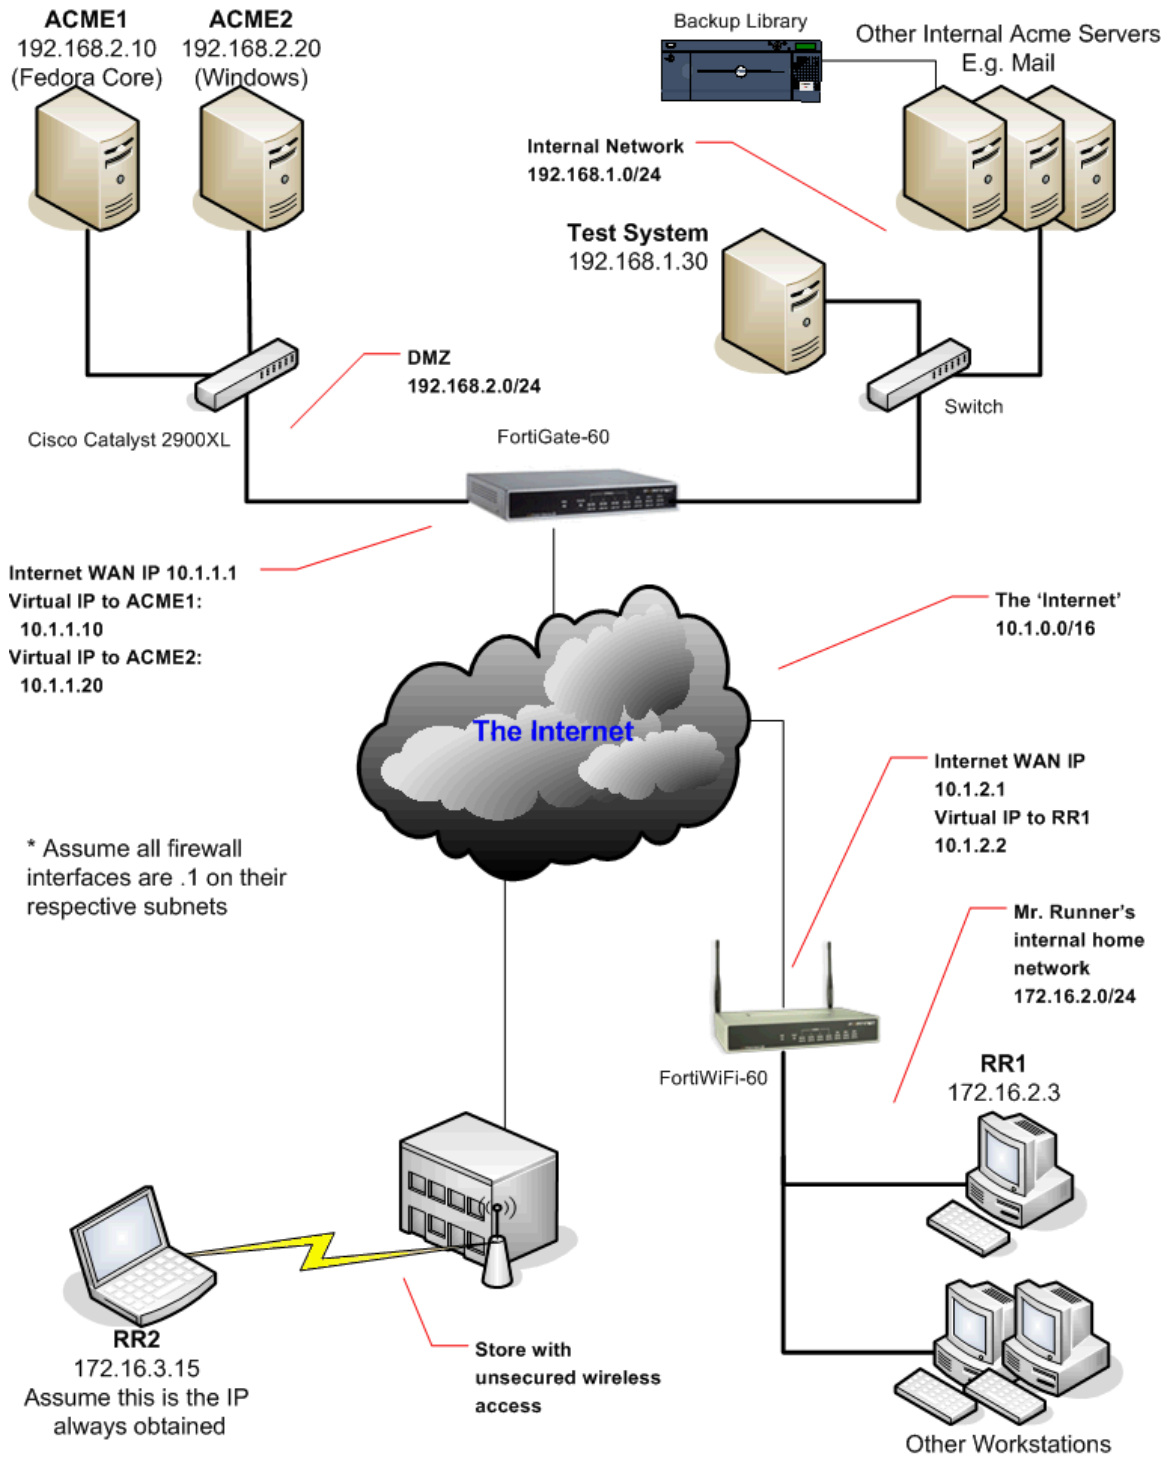 ACME1
192.168.2.10
(Fedora Core)
ACME2
192.168.2.20
(Windows)
Backup Library
Other Internal Acme Servers
E.g. Mail
Internal Network
192.168.1.0/24
Test System
192.168.1.30
DMZ
192.168.2.0/24
Switch
Cisco Catalyst 2900XL
FortiGate-60
Internet WAN IP 10.1.1.1
Virtual IP to ACME1:
10.1.1.10
Virtual IP to ACME2:
10.1.1.20
The 'Internet'
10.1.0.0/16
The Internet
Internet WAN IP
10.1.2.1
Virtual IP to RR1
10.1.2.2
* Assume all firewall
interfaces are .1 on their
respective subnets
Mr. Runner's
internal home
network
172.16.2.0/24
FortiWiFi-60
RR1
172.16.2.3
RR2
172.16.3.15
Assume this is the IP
always obtained
Store with
unsecured wireless
access
Other Workstations